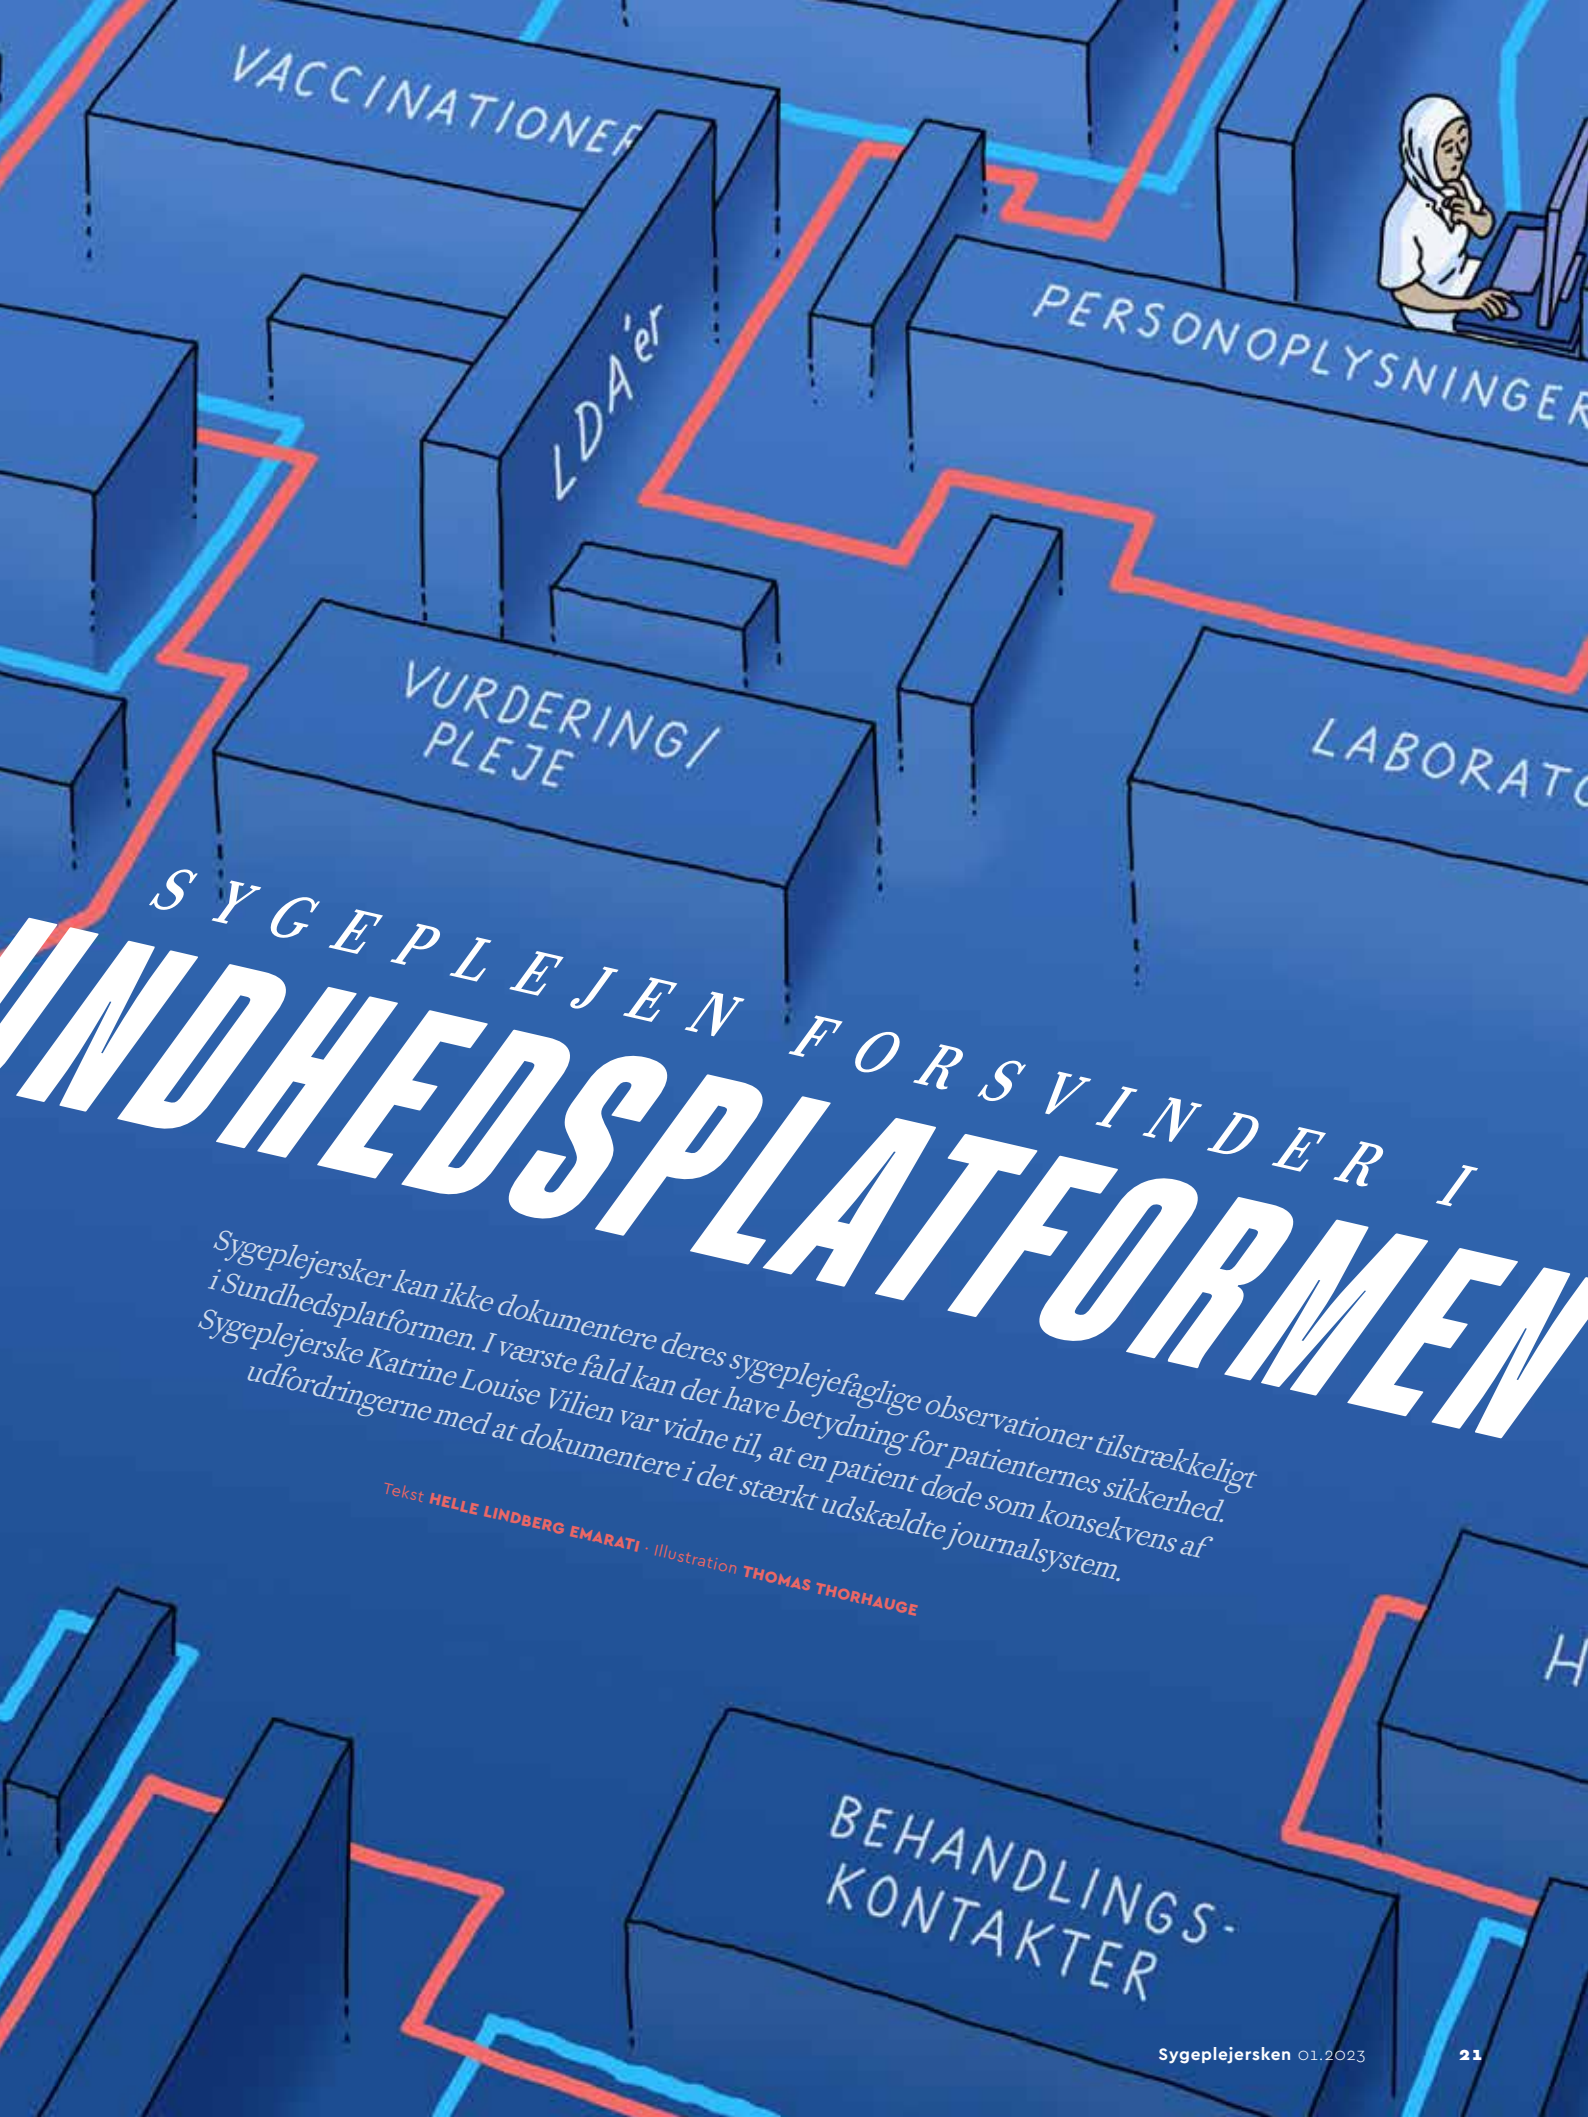 VACCINATIONER
LDA'er
PERSONOPLYSNINGER
VURDERING/
PLEJE
LABORATO
SYGEPLEJEN FORSVINDER I
UNDHEDSPLATFORMEN
Sygeplejersker kan ikke dokumentere deres sygeplejefaglige observationer tilstrækkeligt
i Sundhedsplatformen. I værste fald kan det have betydning for patienternes sikkerhed.
Sygeplejerske Katrine Louise Vilien var vidne til, at en patient døde som konsekvens af
udfordringerne med at dokumentere i det stærkt udskældte journalsystem.
Tekst HELLE LINDBERG EMARATI · Illustration THOMAS THORHAUGE
H
BEHANDLINGS-
KONTAKTER
Sygeplejersken 01.2023 21